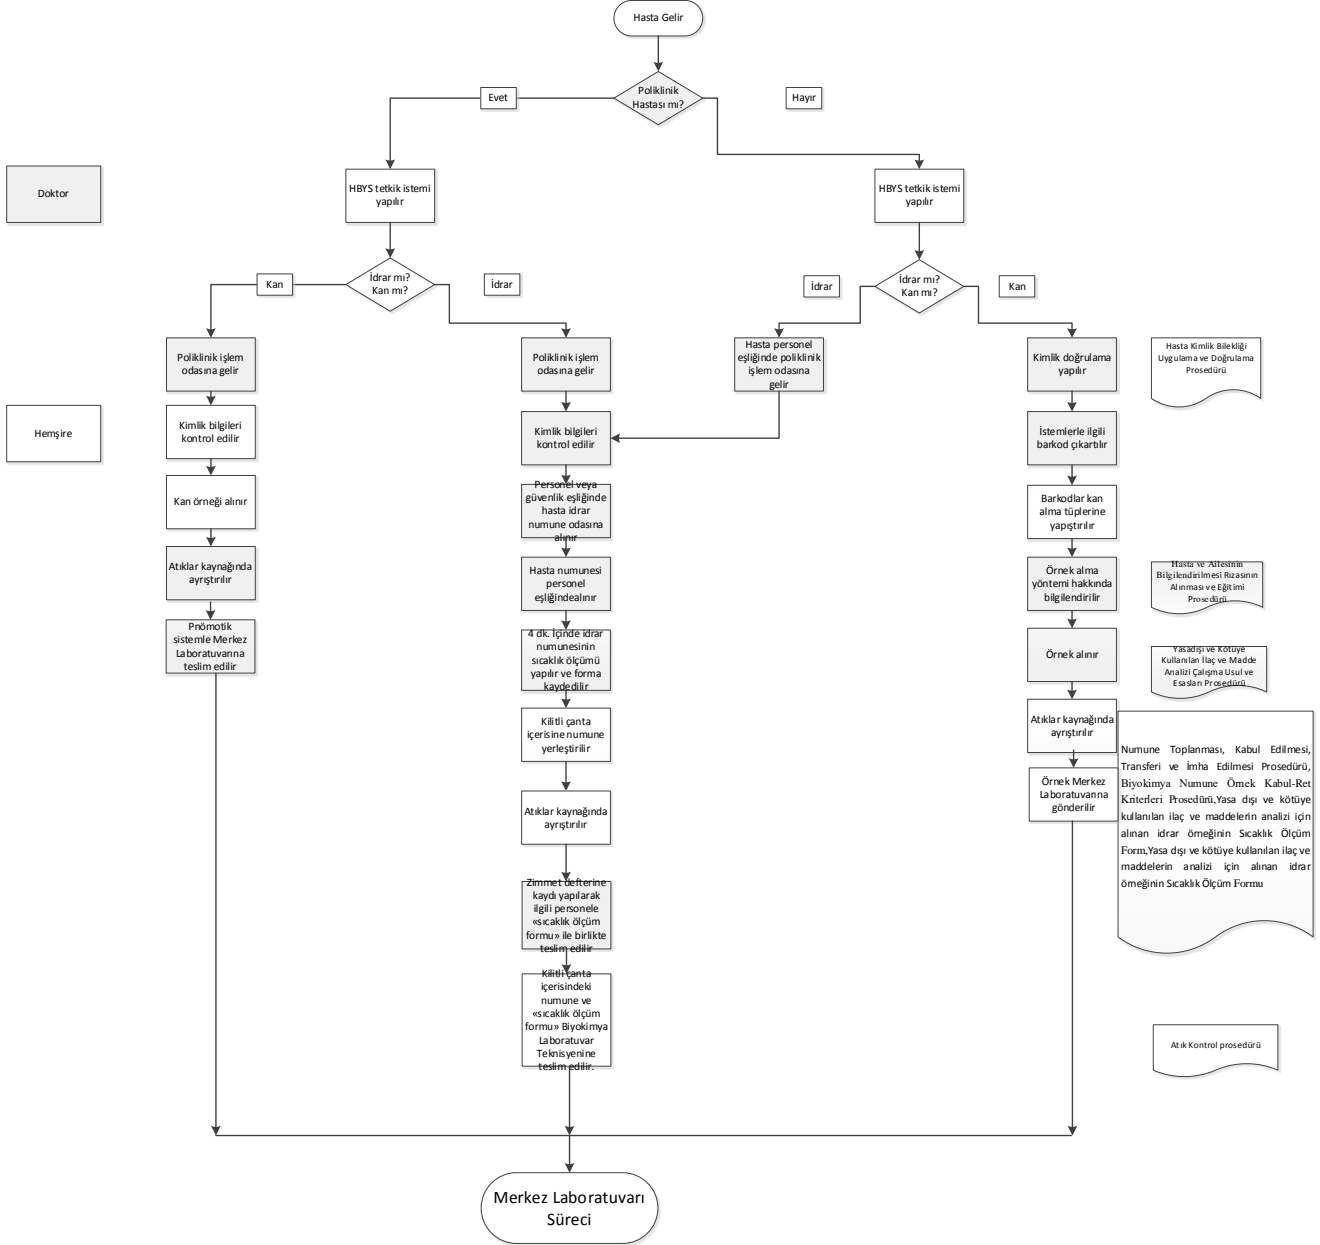 Hasta Gelir
Poliklinik
Hastası mı?
Evet
Hayır
Doktor
HBYS tetkik istemi
yapılır
HBYS tetkik istemi
yapılır
İdrar mı?
Kan mı?
Kan
İdrar
İdrar mı?
Kan mı?
İdrar
Kan
Poliklinik işlem
odasına gelir
Poliklinik işlem
odasına gelir
Hasta personel
eşliğinde poliklinik
işlem odasına
gelir
Kimlik doğrulama
yapılır
Hasta Kimlik Bilekliği
Uygulama ve Doğrulama
Prosedürü
Hemşire
Kimlik bilgileri
kontrol edilir
Kimlik bilgileri
kontrol edilir
İstemlerle ilgili
barkod çıkartılır
Kan örneği alınır
Personel veya
güvenlik eşliğinde
hasta idrar
numune odasına
alınır
Barkodlar kan
alma tüplerine
yapıştırılır
Atıklar kaynağında
ayrıştırılır
Hasta numunesi
personel
eşliğindealınır
Örnek alma
yöntemi hakkında
bilgilendirilir
Hasta ve Ailesinin
Bilgilendirilmesi Rızasının
Alınması ve Eğitimi
Prosedürü
Pnömotik
sistemle Merkez
Laboratuvarına
teslim edilir
4 dk. İçinde idrar
numunesinin
sıcaklık ölçümü
yapılır ve forma
kaydedilir
Örnek alınır
Yasadışı ve Kötüye
Kullanılan İlaç ve Madde
Analizi Çalışma Usul ve
Esasları Prosedürü
Kilitli çanta
içerisine numune
yerleştirilir
Atıklar kaynağında
ayrıştırılır
Numune Toplanması, Kabul Edilmesi,
Transferi ve İmha Edilmesi Prosedürü,
Biyokimya Numune Örnek Kabul-Ret
Kriterleri Prosedürü,Yasa dışı ve kötüye
kullanılan ilaç ve maddelerin analizi için
alınan idrar örneğinin Sıcaklık Ölçüm
Form,Yasa dışı ve kötüye kullanılan ilaç ve
maddelerin analizi için alınan idrar
örneğinin Sıcaklık Ölçüm Formu
Örnek Merkez
Laboratuvarına
gönderilir
Atıklar kaynağında
ayrıştırılır
Zimmet defterine
kaydı yapılarak
ilgili personele
«sıcaklık ölçüm
formu» ile birlikte
teslim edilir
Kilitli çanta
içerisindeki
numune ve
«sıcaklık ölçüm
formu» Biyokimya
Laboratuvar
Teknisyenine
teslim edilir.
Atık Kontrol prosedürü
Merkez Laboratuvarı
Süreci